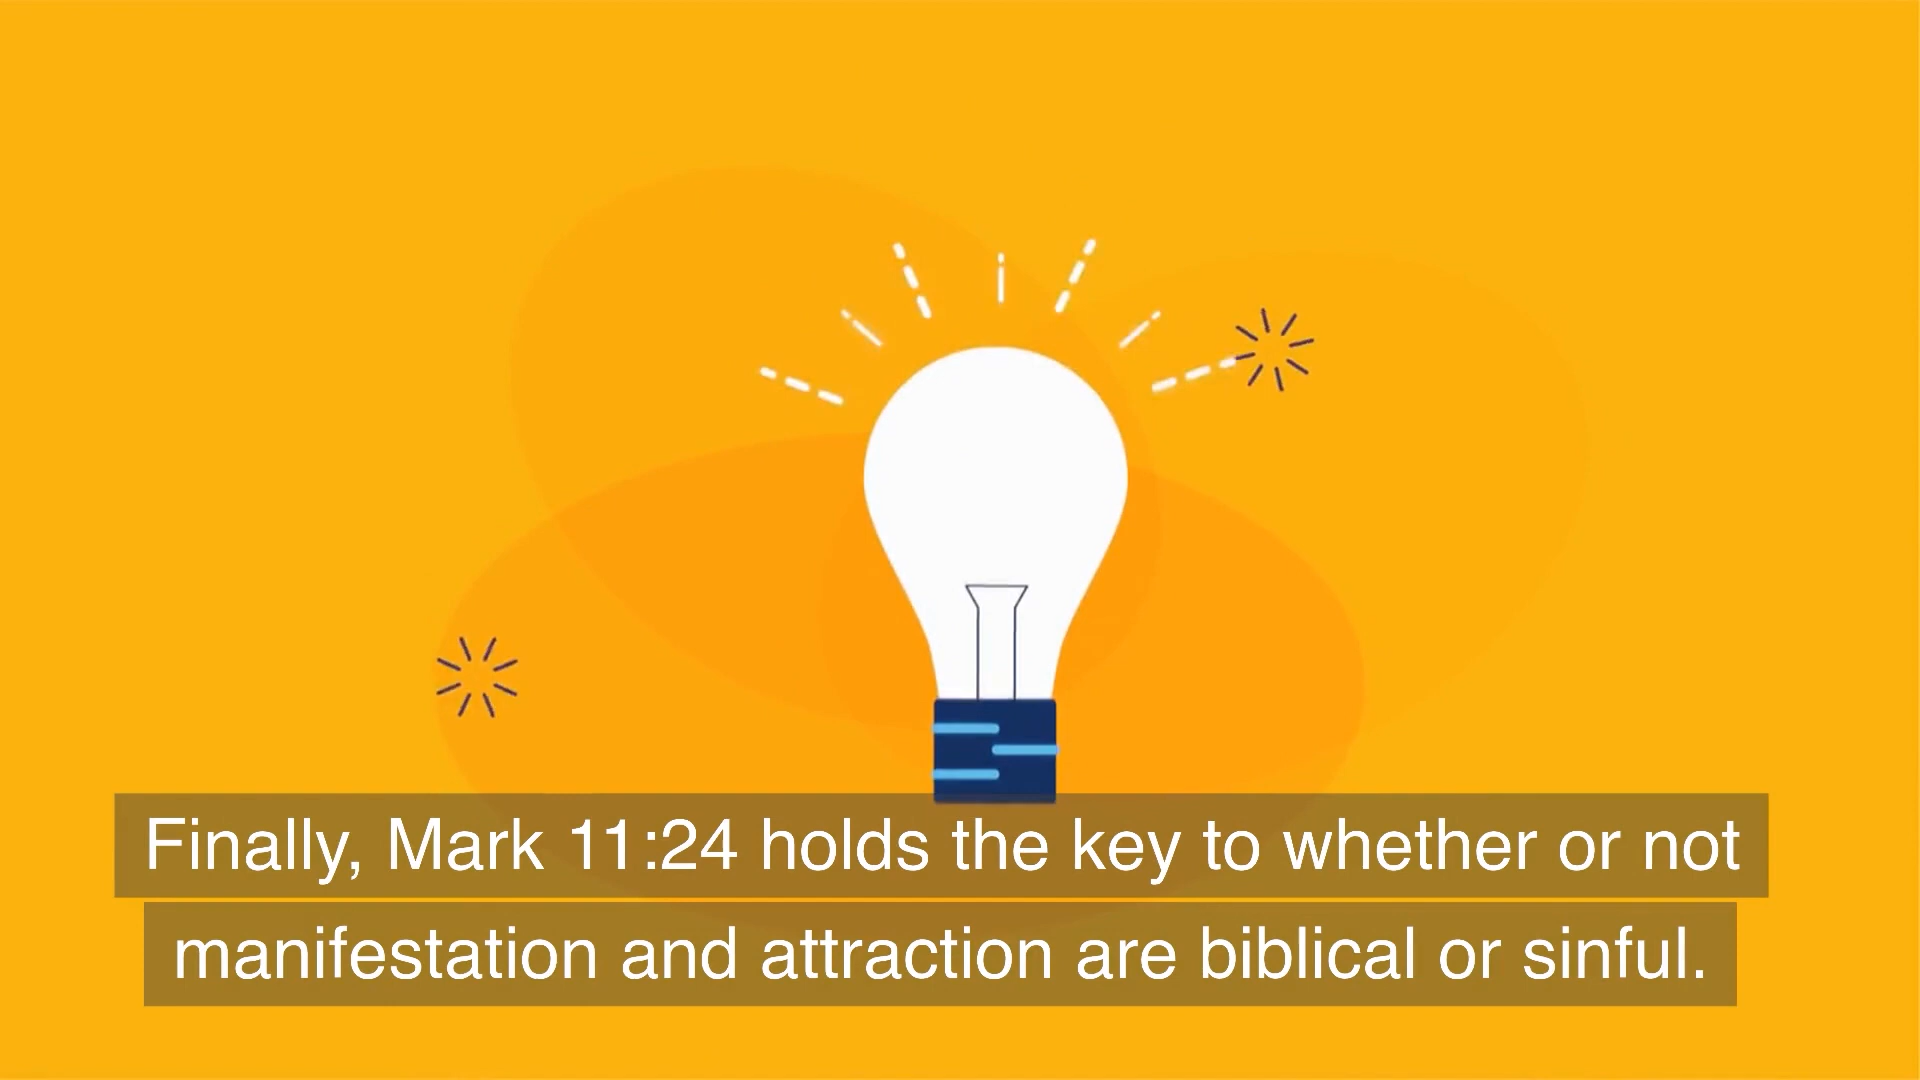 Finally, Mark 11:24 holds the key to whether or not
manifestation and attraction are biblical or sinful.